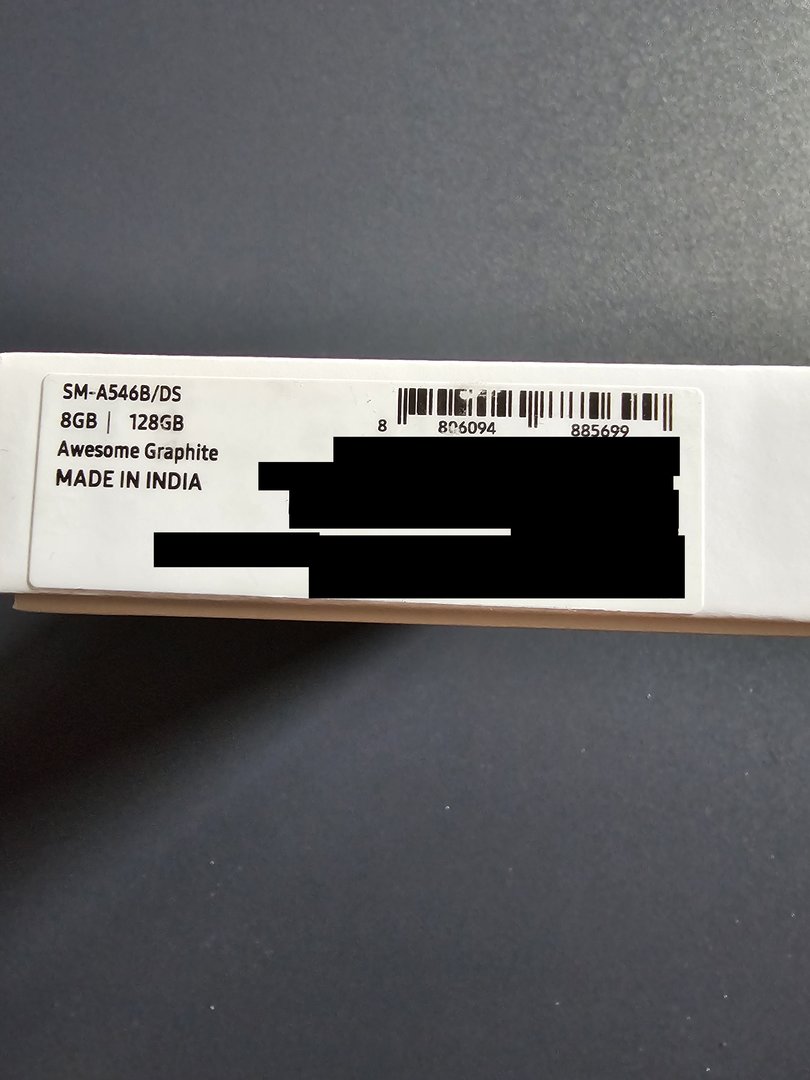 SM-A546B/DS
8GB | 128GB
Awesome Graphite
MADE IN INDIA
8 806094 885699